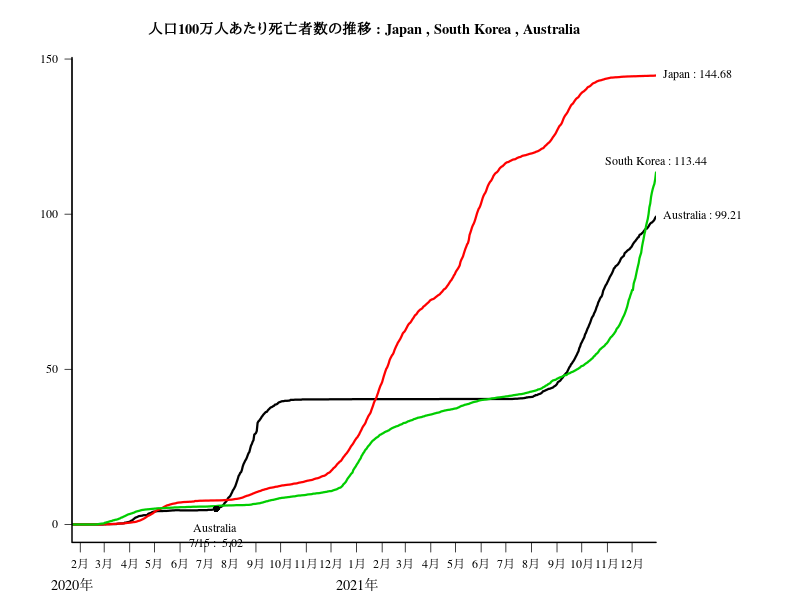 人口100万人あたり死亡者数の推移 : Japan , South Korea , Australia
150
Japan : 144.68
South Korea : 113.44
100
Australia : 99.21
50
0
Australia
7/15 : 5.02
2月 3月 4月 5月 6月 7月 8月 9月 10月 11月 12月 1月 2月 3月 4月 5月 6月 7月 8月 9月 10月 11月 12月
2020年 2021年